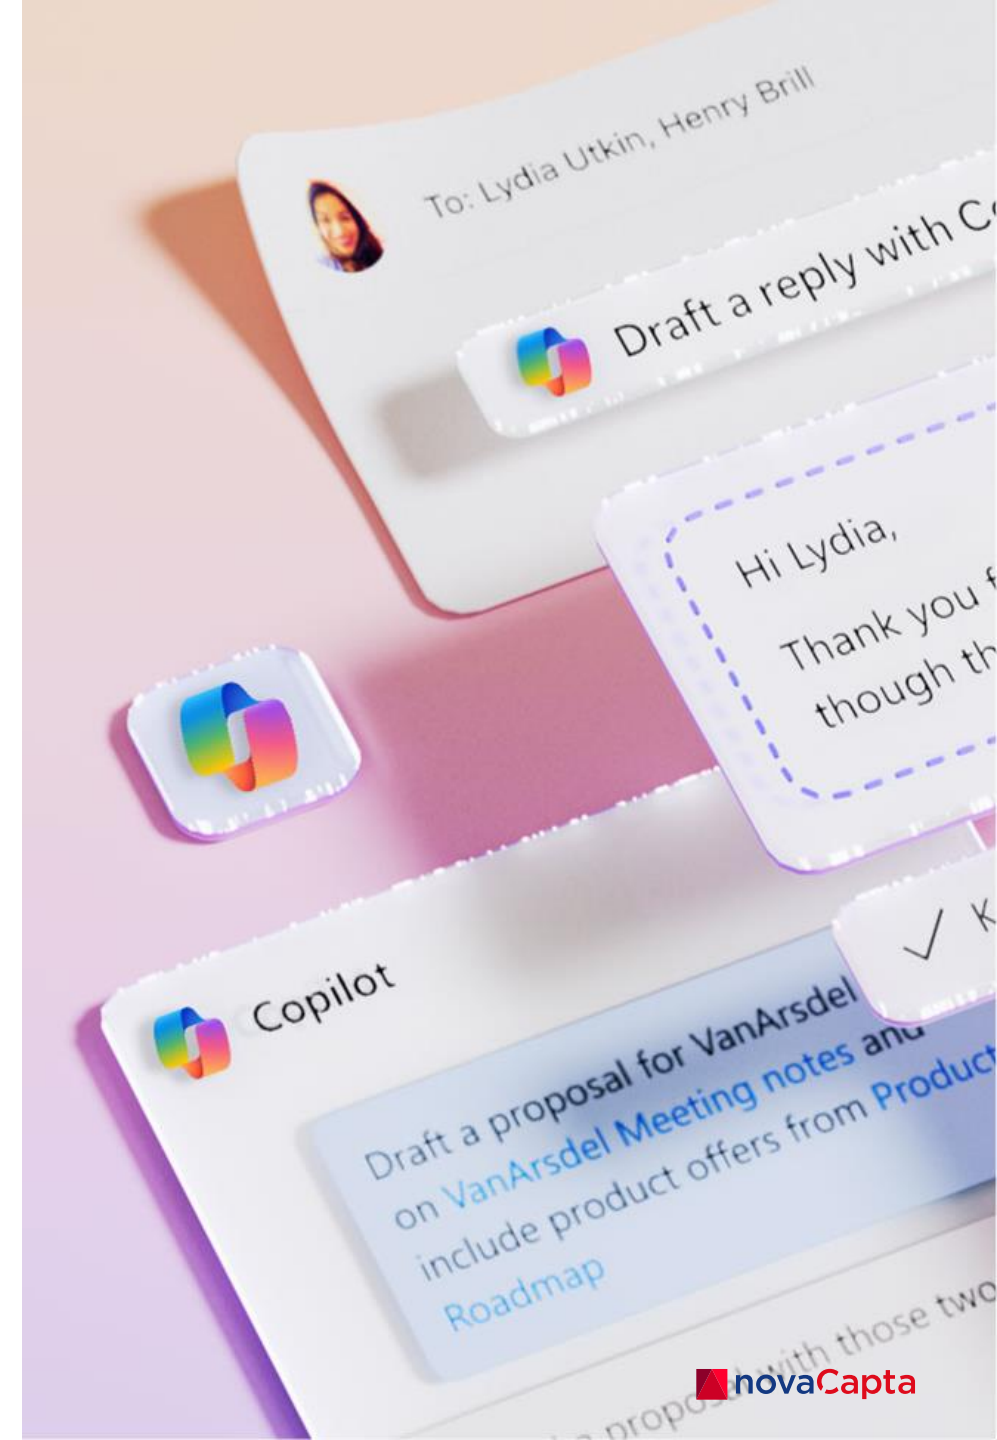 To: Lydia Utkin, Henry Brill
Draft a reply with
Hi Lydia,
Thank you
though
Copilot
Draft a proposal for VanArsdel
on VanArsdel Meeting notes and
include product offers from Product
Roadmap
with those two
novaCapta